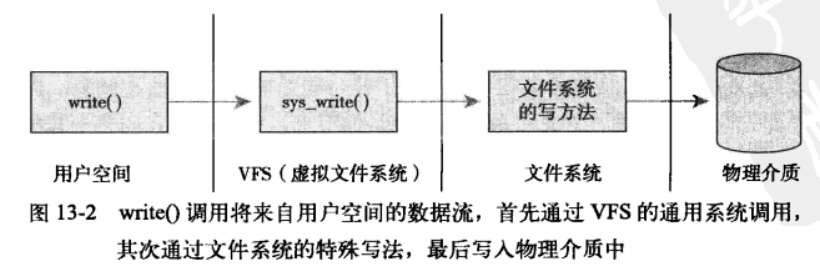 write()
sys_write()
文件系统
的写方法
用户空间
VFS（虚拟文件系统）
文件系统
物理介质
图 13-2 write() 调用将来自用户空间的数据流，首先通过 VFS 的通用系统调用，
其次通过文件系统的特殊写法，最后写入物理介质中